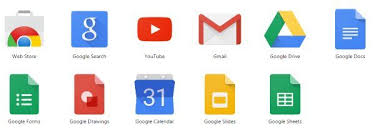 Web Store
Google Search
YouTube
Gmail
Google Drive
Google Docs
Google Forms
Google Drawings
31
Google Calendar
Google Slides
Google Sheets